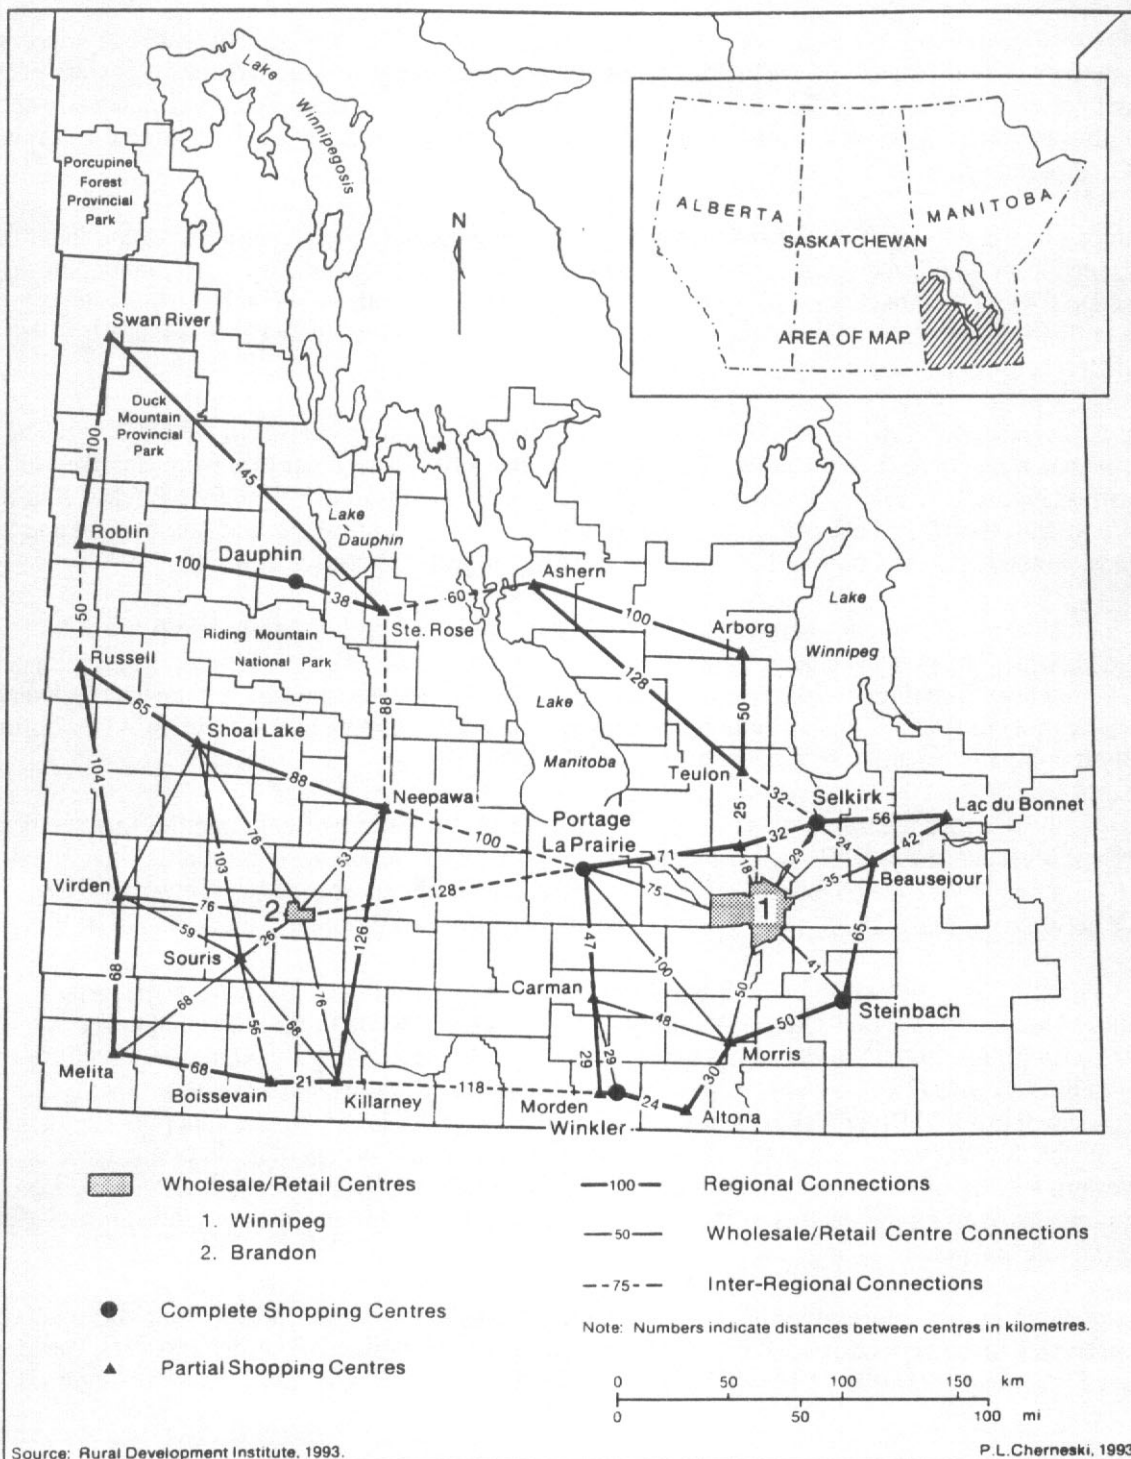 Lake
Winnipegosis
Porcupine
Forest
Provincial
Park
N
ALBERTA
SASKATCHEWAN
MANITOBA
AREA OF MAP
Swan River
Duck
Mountain
Provincial
Park
100
145
Lake
Dauphin
Roblin
Dauphin
100
38
Ste. Rose
60
Ashern
100
Arborg
Lake
Winnipeg
50
Riding Mountain
National Park
Russell
65
88
128
50
Lake
Manitoba
Shoal Lake
104
88
Neepawa
Teulon
32
25
Selkirk
56
Lac du Bonnet
Portage
La Prairie
100
71
32
24
42
Beausejour
76
53
103
18
29
35
Virden
76
2
128
75
1
59
26
126
65
Souris
47
41
68
68
76
100
50
Carman
48
Steinbach
68
56
50
Morris
Melita
68
29
29
30
Boissevain
21
Killarney
118
Morden
Winkler
24
Altona
Wholesale/Retail Centres
1. Winnipeg
2. Brandon
Complete Shopping Centres
Partial Shopping Centres
100 Regional Connections
50 Wholesale/Retail Centre Connections
75 Inter-Regional Connections
Note: Numbers indicate distances between centres in kilometres.
0 50 100 150 km
0 50 100 mi
Source: Rural Development Institute, 1993.
P.L.Cherneski, 1993